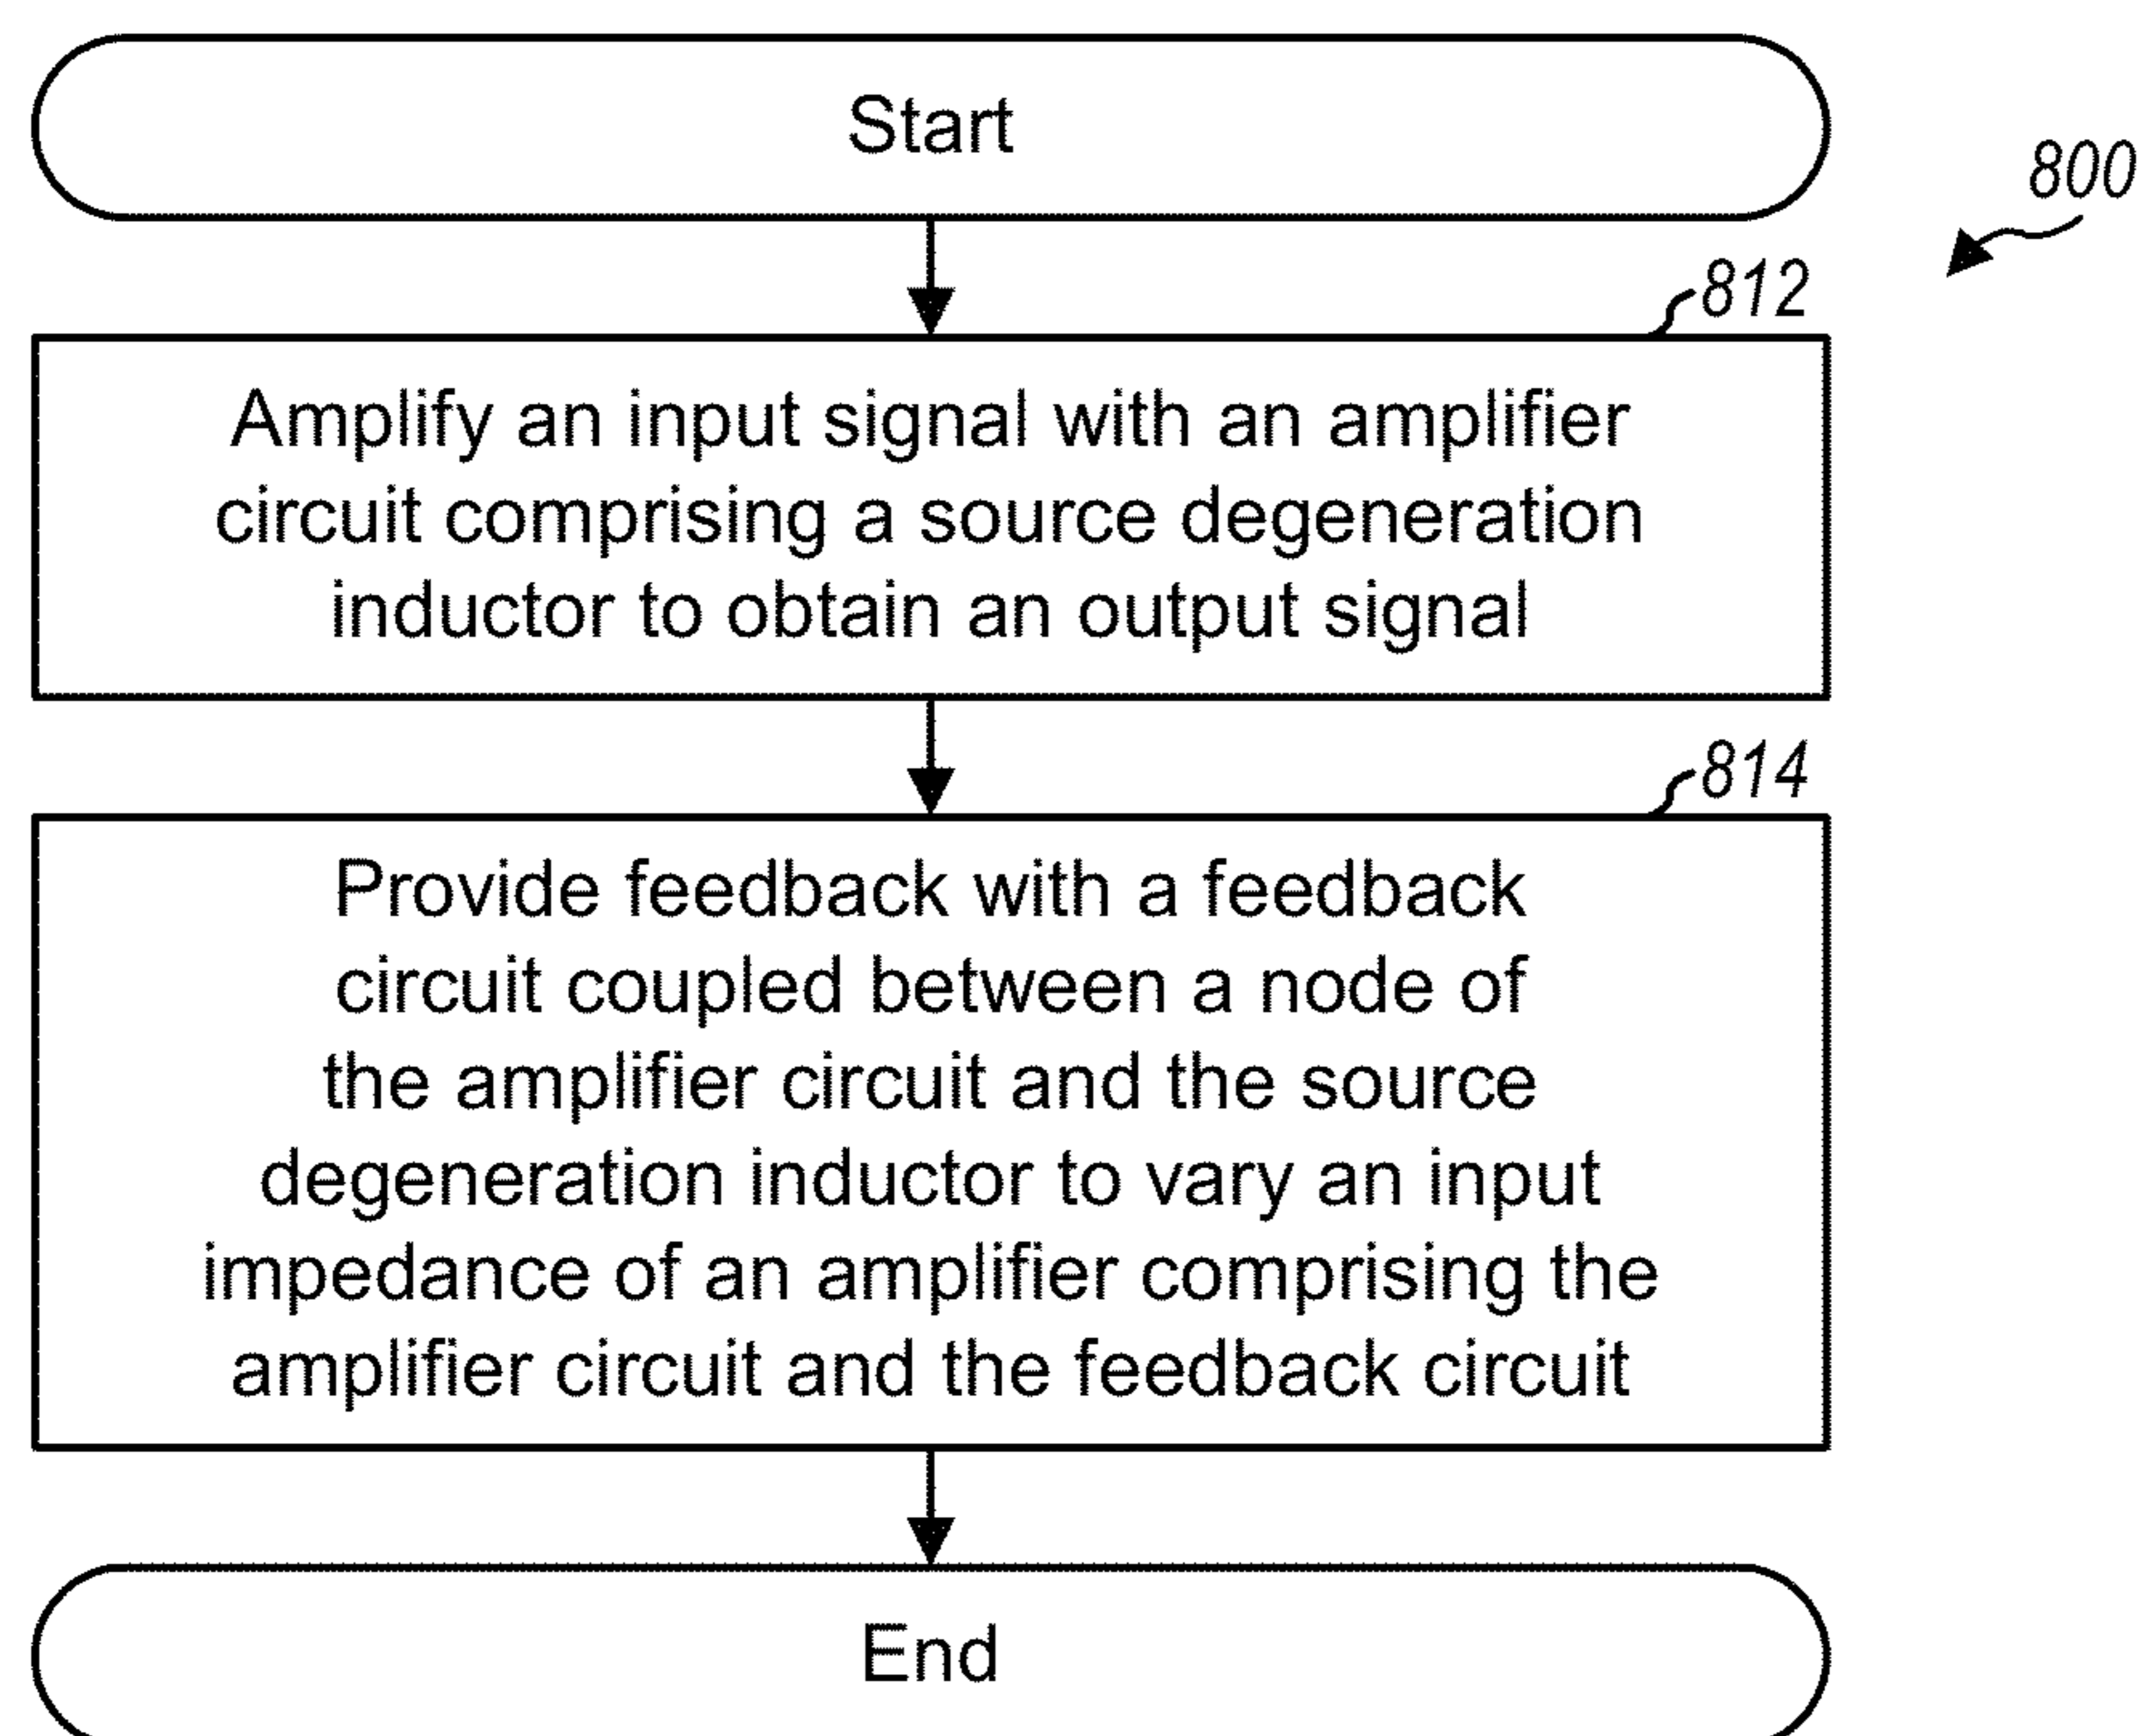 Start
800
812
Amplify an input signal with an amplifier
circuit comprising a source degeneration
inductor to obtain an output signal
814
Provide feedback with a feedback
circuit coupled between a node of
the amplifier circuit and the source
degeneration inductor to vary an input
impedance of an amplifier comprising the
amplifier circuit and the feedback circuit
End